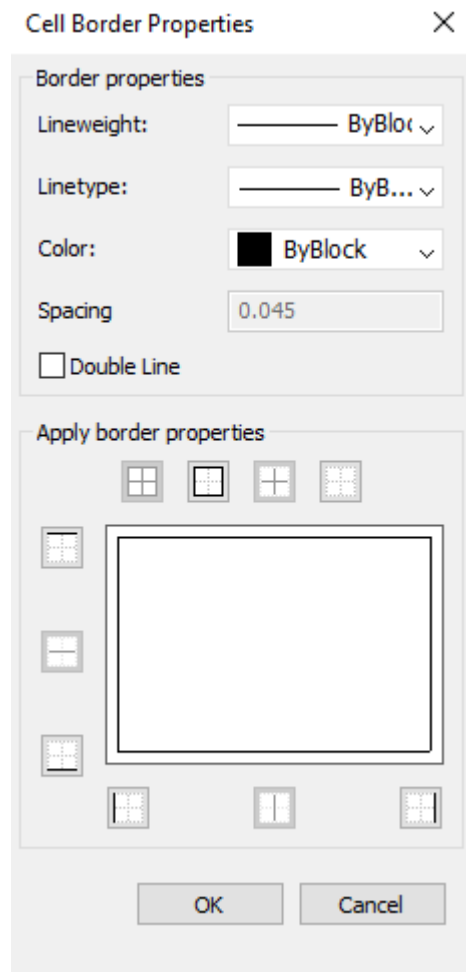 Cell Border Properties
Border properties
Lineweight: ByBloc
Linetype: ByB...
Color: ByBlock
Spacing 0.045
Double Line
Apply border properties
OK Cancel